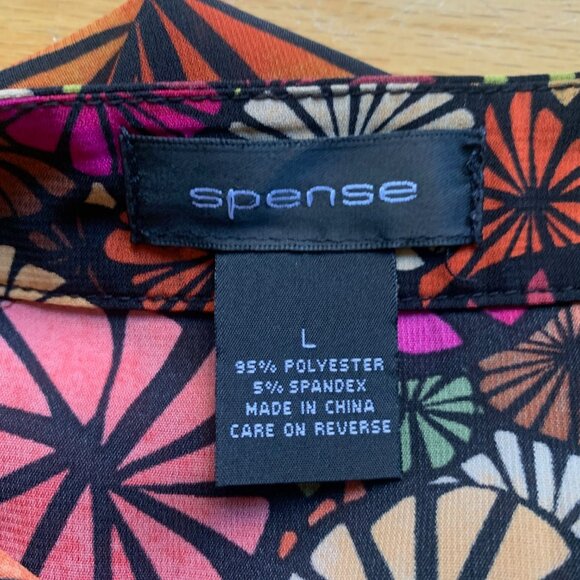 spense
L
95% POLYESTER
5% SPANDEX
MADE IN CHINA
CARE ON REVERSE